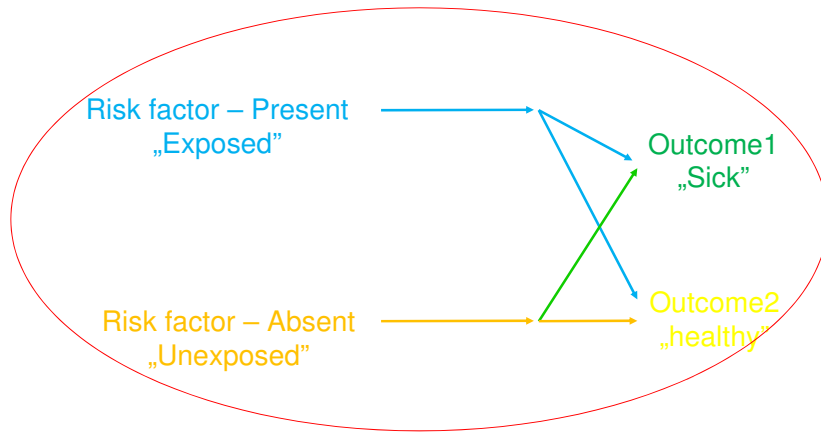 Risk factor – Present
„Exposed”
Outcome1
„Sick”
Risk factor – Absent
„Unexposed”
Outcome2
„healthy”